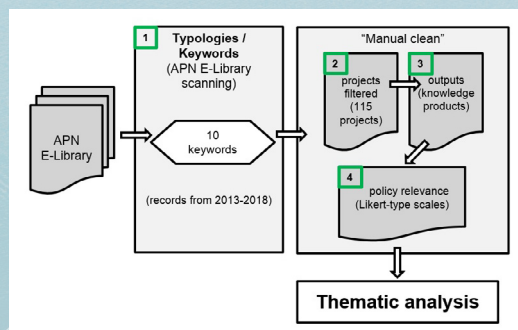 APN
E-Library
1
Typologies /
Keywords
(APN E-Library
scanning)
10
keywords
(records from 2013-2018)
"Manual clean"
2
projects
filtered
(115
projects)
3
outputs
(knowledge
products)
4
policy relevance
(Likert-type scales)
Thematic analysis